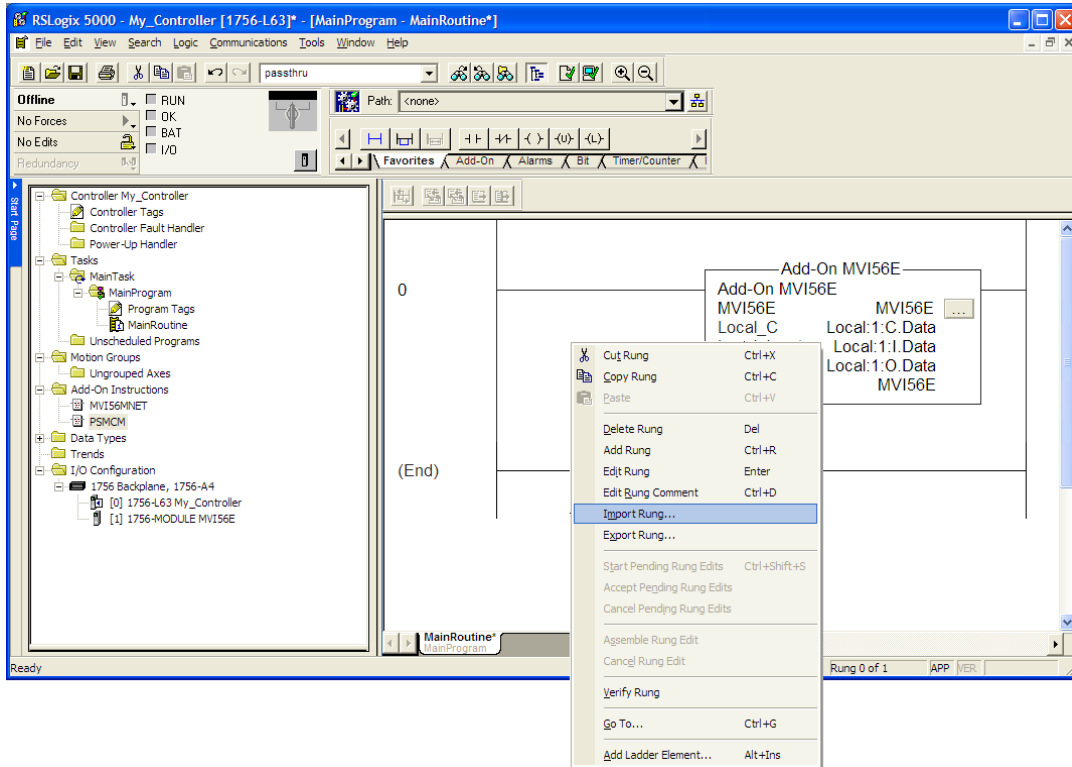 RSLogix 5000 - My_Controller [1756-L63]* - [MainProgram - MainRoutine*]
File Edit View Search Logic Communications Tools Window Help
passthru
Offline
RUN
No Forces
OK
No Edits
BAT
Redundancy
I/O
Path: <none>
Favorites Add-On Alarms Bit Timer/Counter
Start Page
Controller My_Controller
Controller Tags
Controller Fault Handler
Power-Up Handler
Tasks
MainTask
MainProgram
Program Tags
MainRoutine
Unscheduled Programs
Motion Groups
Ungrouped Axes
Add-On Instructions
MVI56MNET
PSMCM
Data Types
Trends
I/O Configuration
1756 Backplane, 1756-A4
[0] 1756-L63 My_Controller
[1] 1756-MODULE MVI56E
0
Add-On MVI56E
Add-On MVI56E
MVI56E MVI56E ...
Local_C Local:1:C.Data
Local:1:I.Data
Local:1:O.Data
MVI56E
(End)
Cut Rung Ctrl+X
Copy Rung Ctrl+C
Paste Ctrl+V
Delete Rung Del
Add Rung Ctrl+R
Edit Rung Enter
Edit Rung Comment Ctrl+D
Import Rung...
Export Rung...
Start Pending Rung Edits Ctrl+Shift+S
Accept Pending Rung Edits
Cancel Pending Rung Edits
Assemble Rung Edit
Cancel Rung Edit
Verify Rung
Go To... Ctrl+G
Add Ladder Element... Alt+Ins
MainRoutine*
MainProgram
Ready
Rung 0 of 1 APP VER